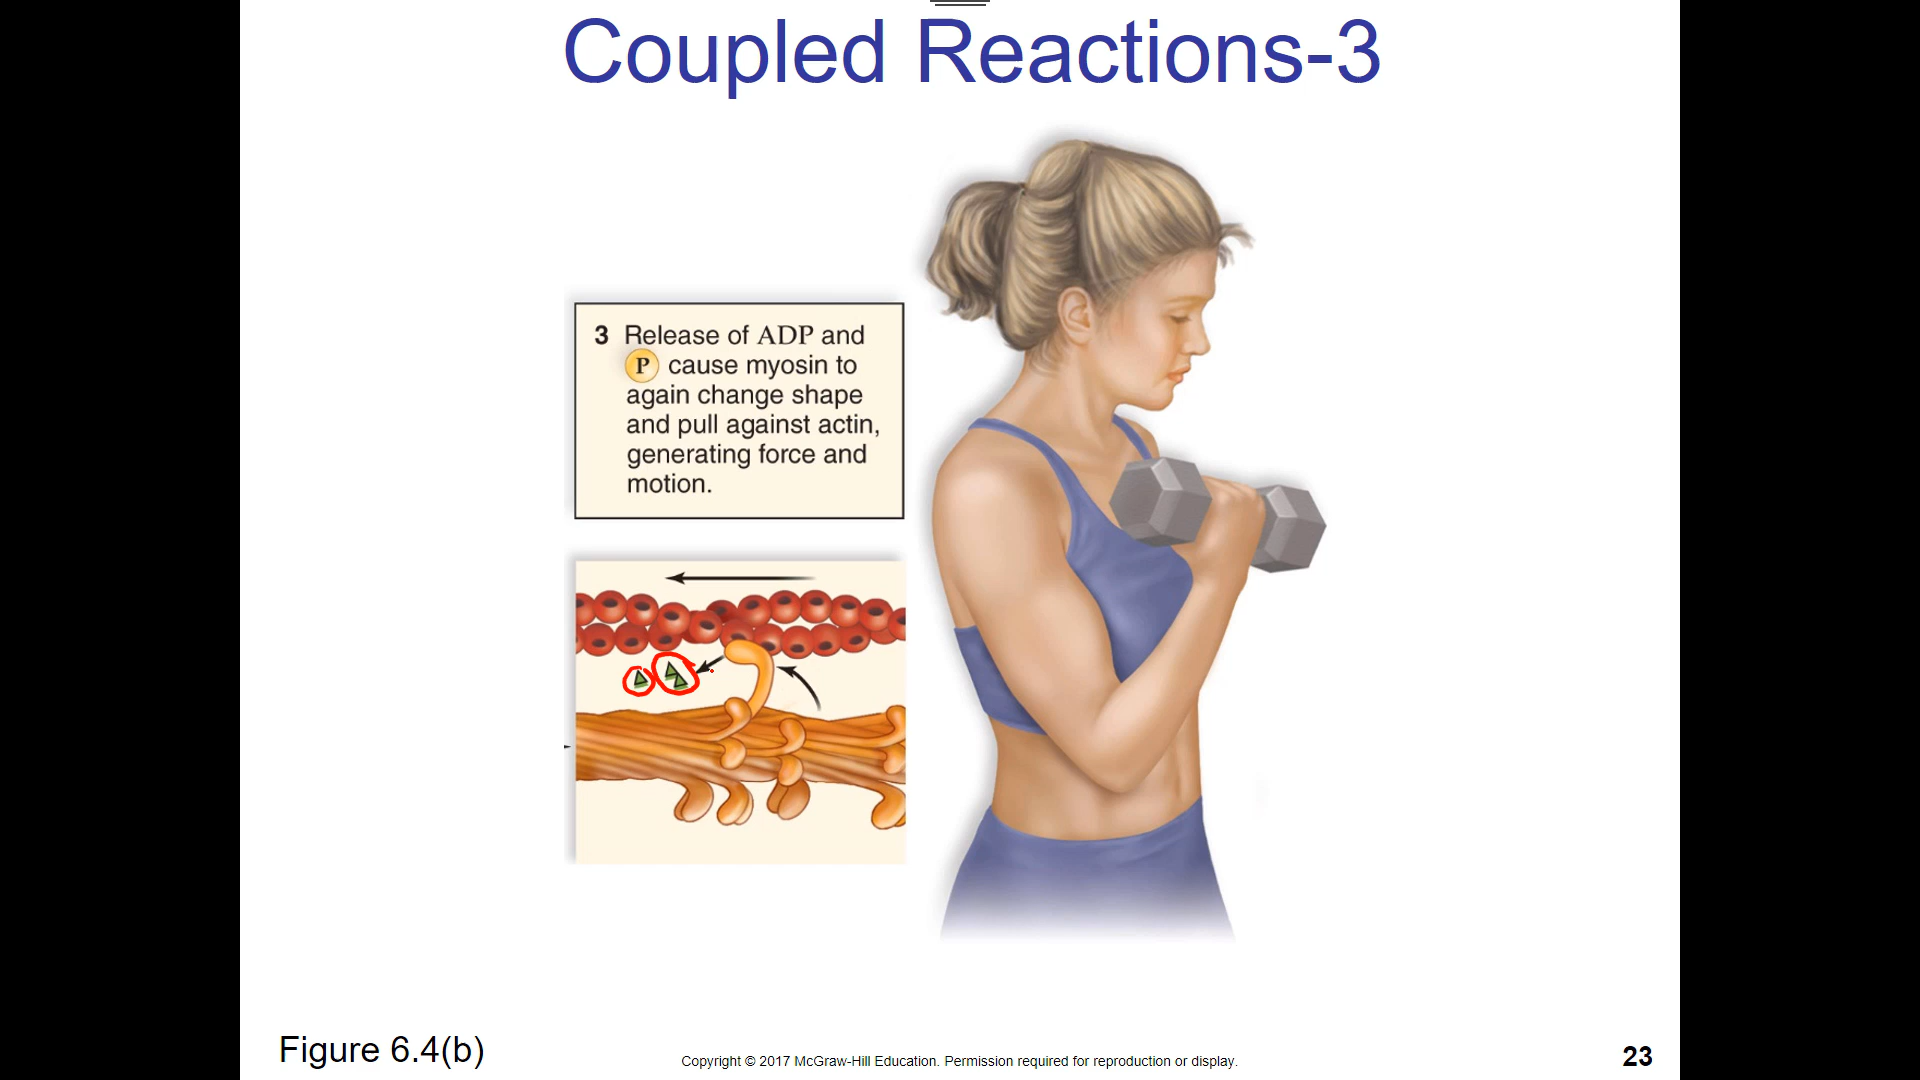 Coupled Reactions-3
3 Release of ADP and
P cause myosin to
again change shape
and pull against actin,
generating force and
motion.
Figure 6.4(b)
Copyright © 2017 McGraw-Hill Education. Permission required for reproduction or display.
23